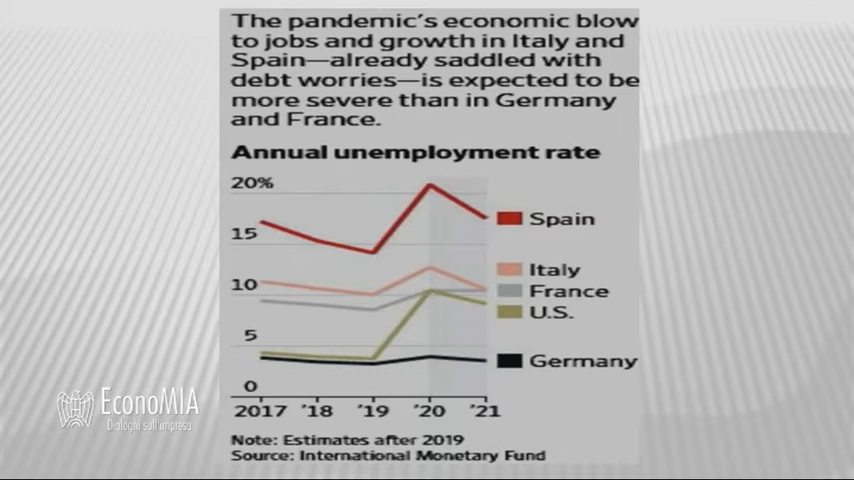 The pandemic's economic blow
to jobs and growth in Italy and
Spain—already saddled with
debt worries—is expected to be
more severe than in Germany
and France.
Annual unemployment rate
20%
15
10
5
0
Spain
Italy
France
U.S.
Germany
2017 '18 '19 '20 '21
Note: Estimates after 2019
Source: International Monetary Fund
EconoMIA
Dialoghi sull'impresa